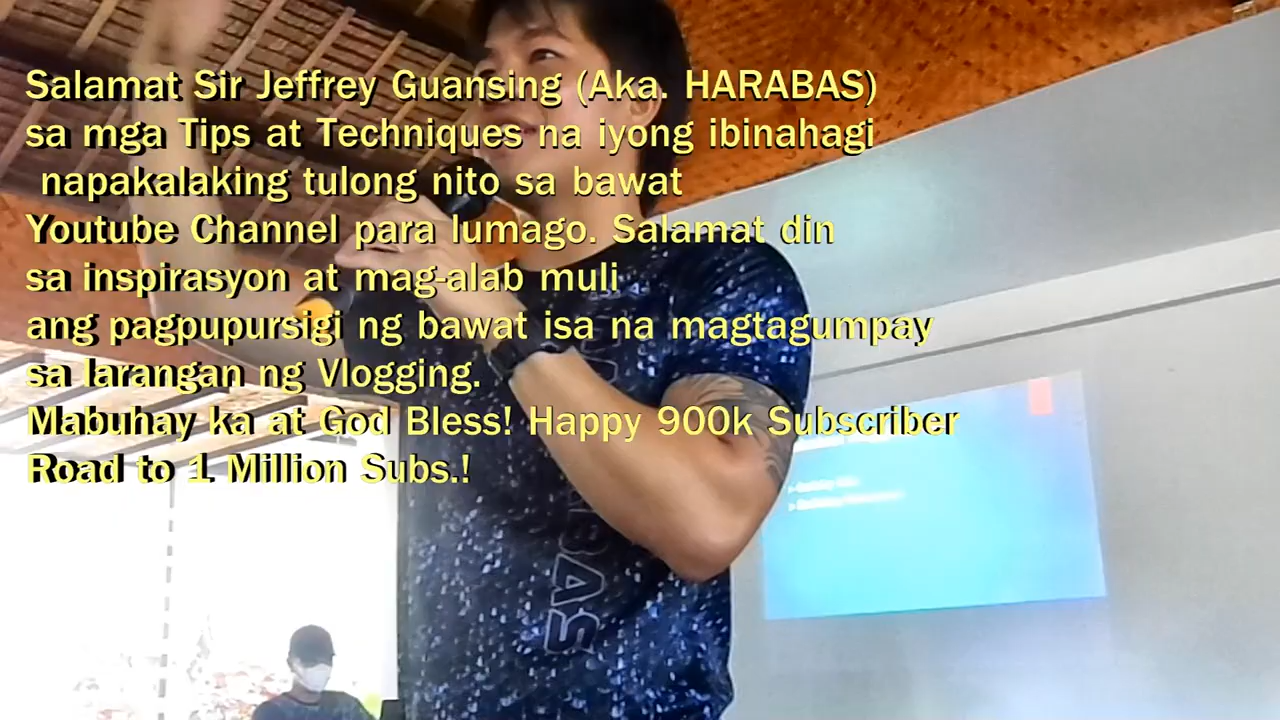 Salamat Sir Jeffrey Guansing (Aka. HARABAS)
sa mga Tips at Techniques na iyong ibinahagi
napakalaking tulong nito sa bawat
Youtube Channel para lumago. Salamat din
sa inspirasyon at mag-alab muli
ang pagpupursigi ng bawat isa na magtagumpay
sa larangan ng Vlogging.
Mabuhay ka at God Bless! Happy 900k Subscriber
Road to 1 Million Subs.!